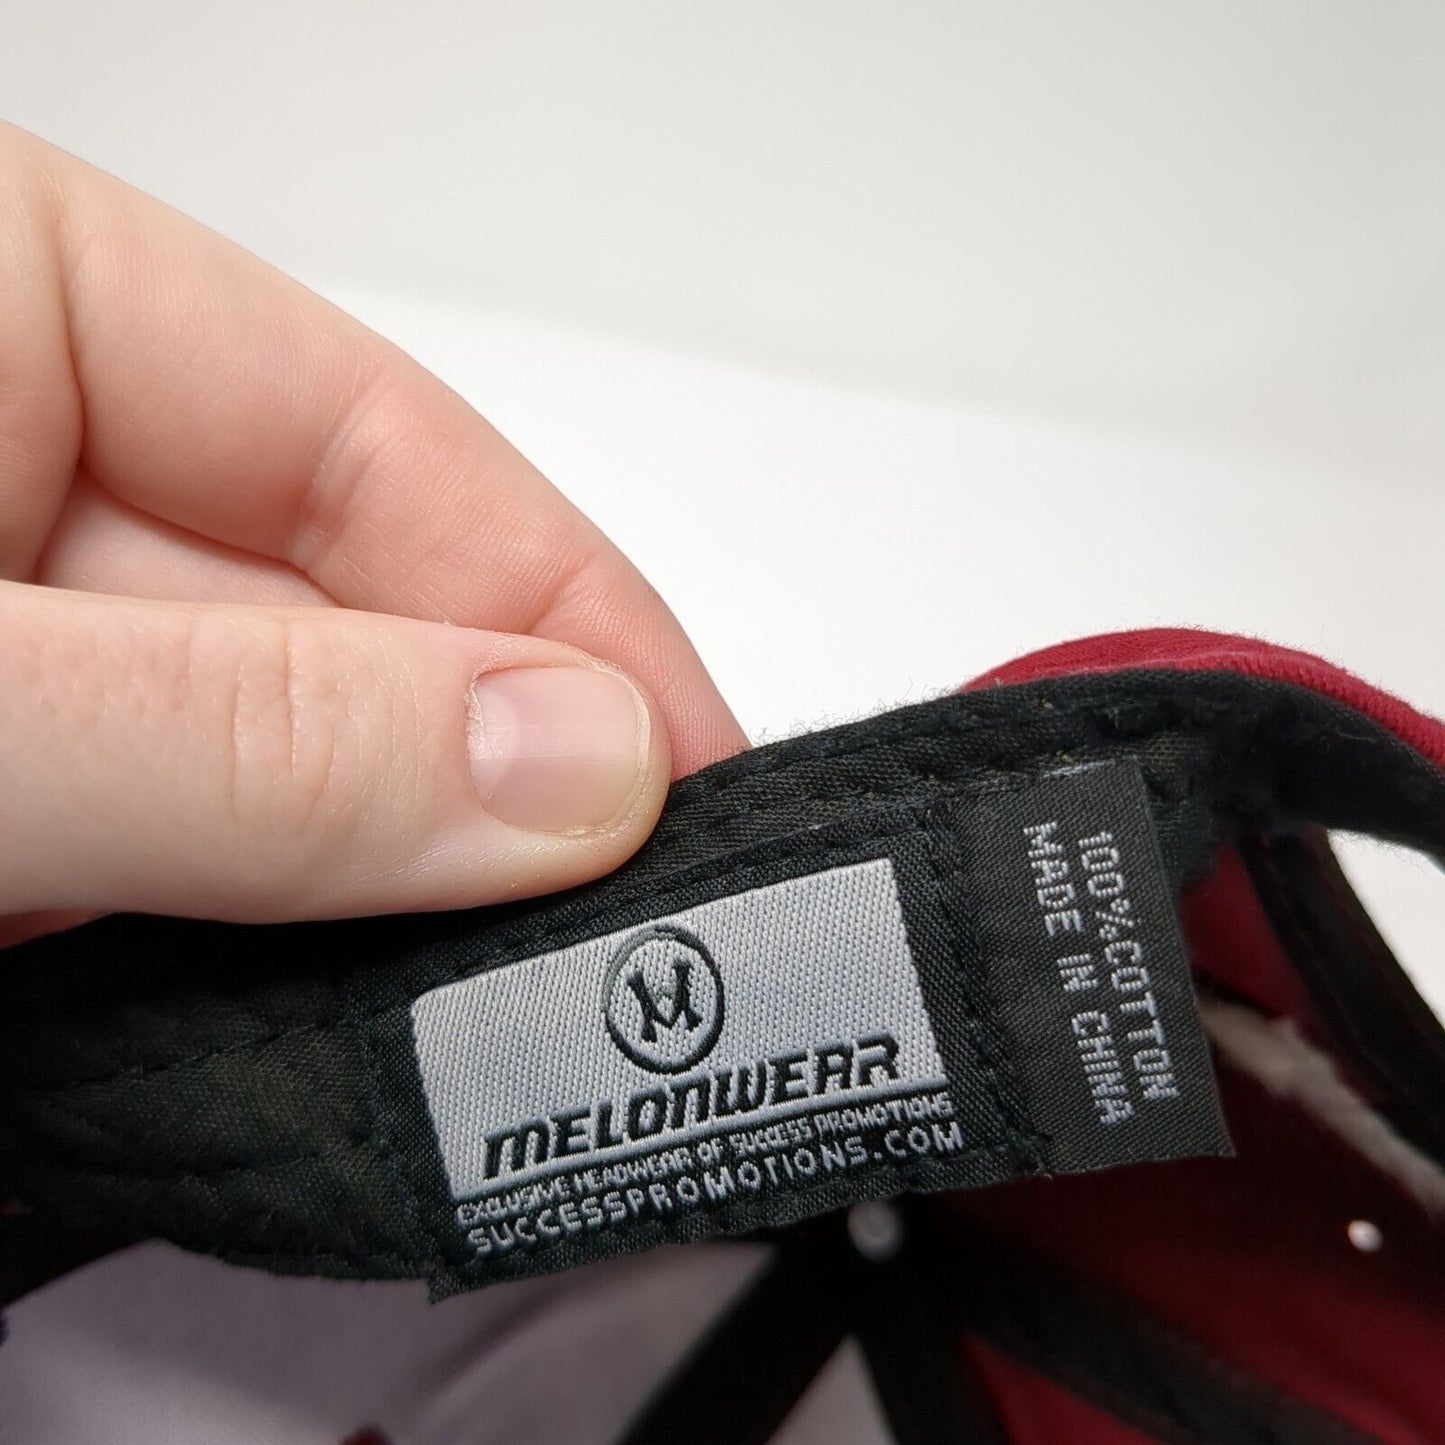 M
MELONWEAR
EXCLUSIVE HEADWEAR OF SUCCESS PROMOTIONS
SUCCESSPROMOTIONS.COM
100%COTTON
MADE IN CHINA